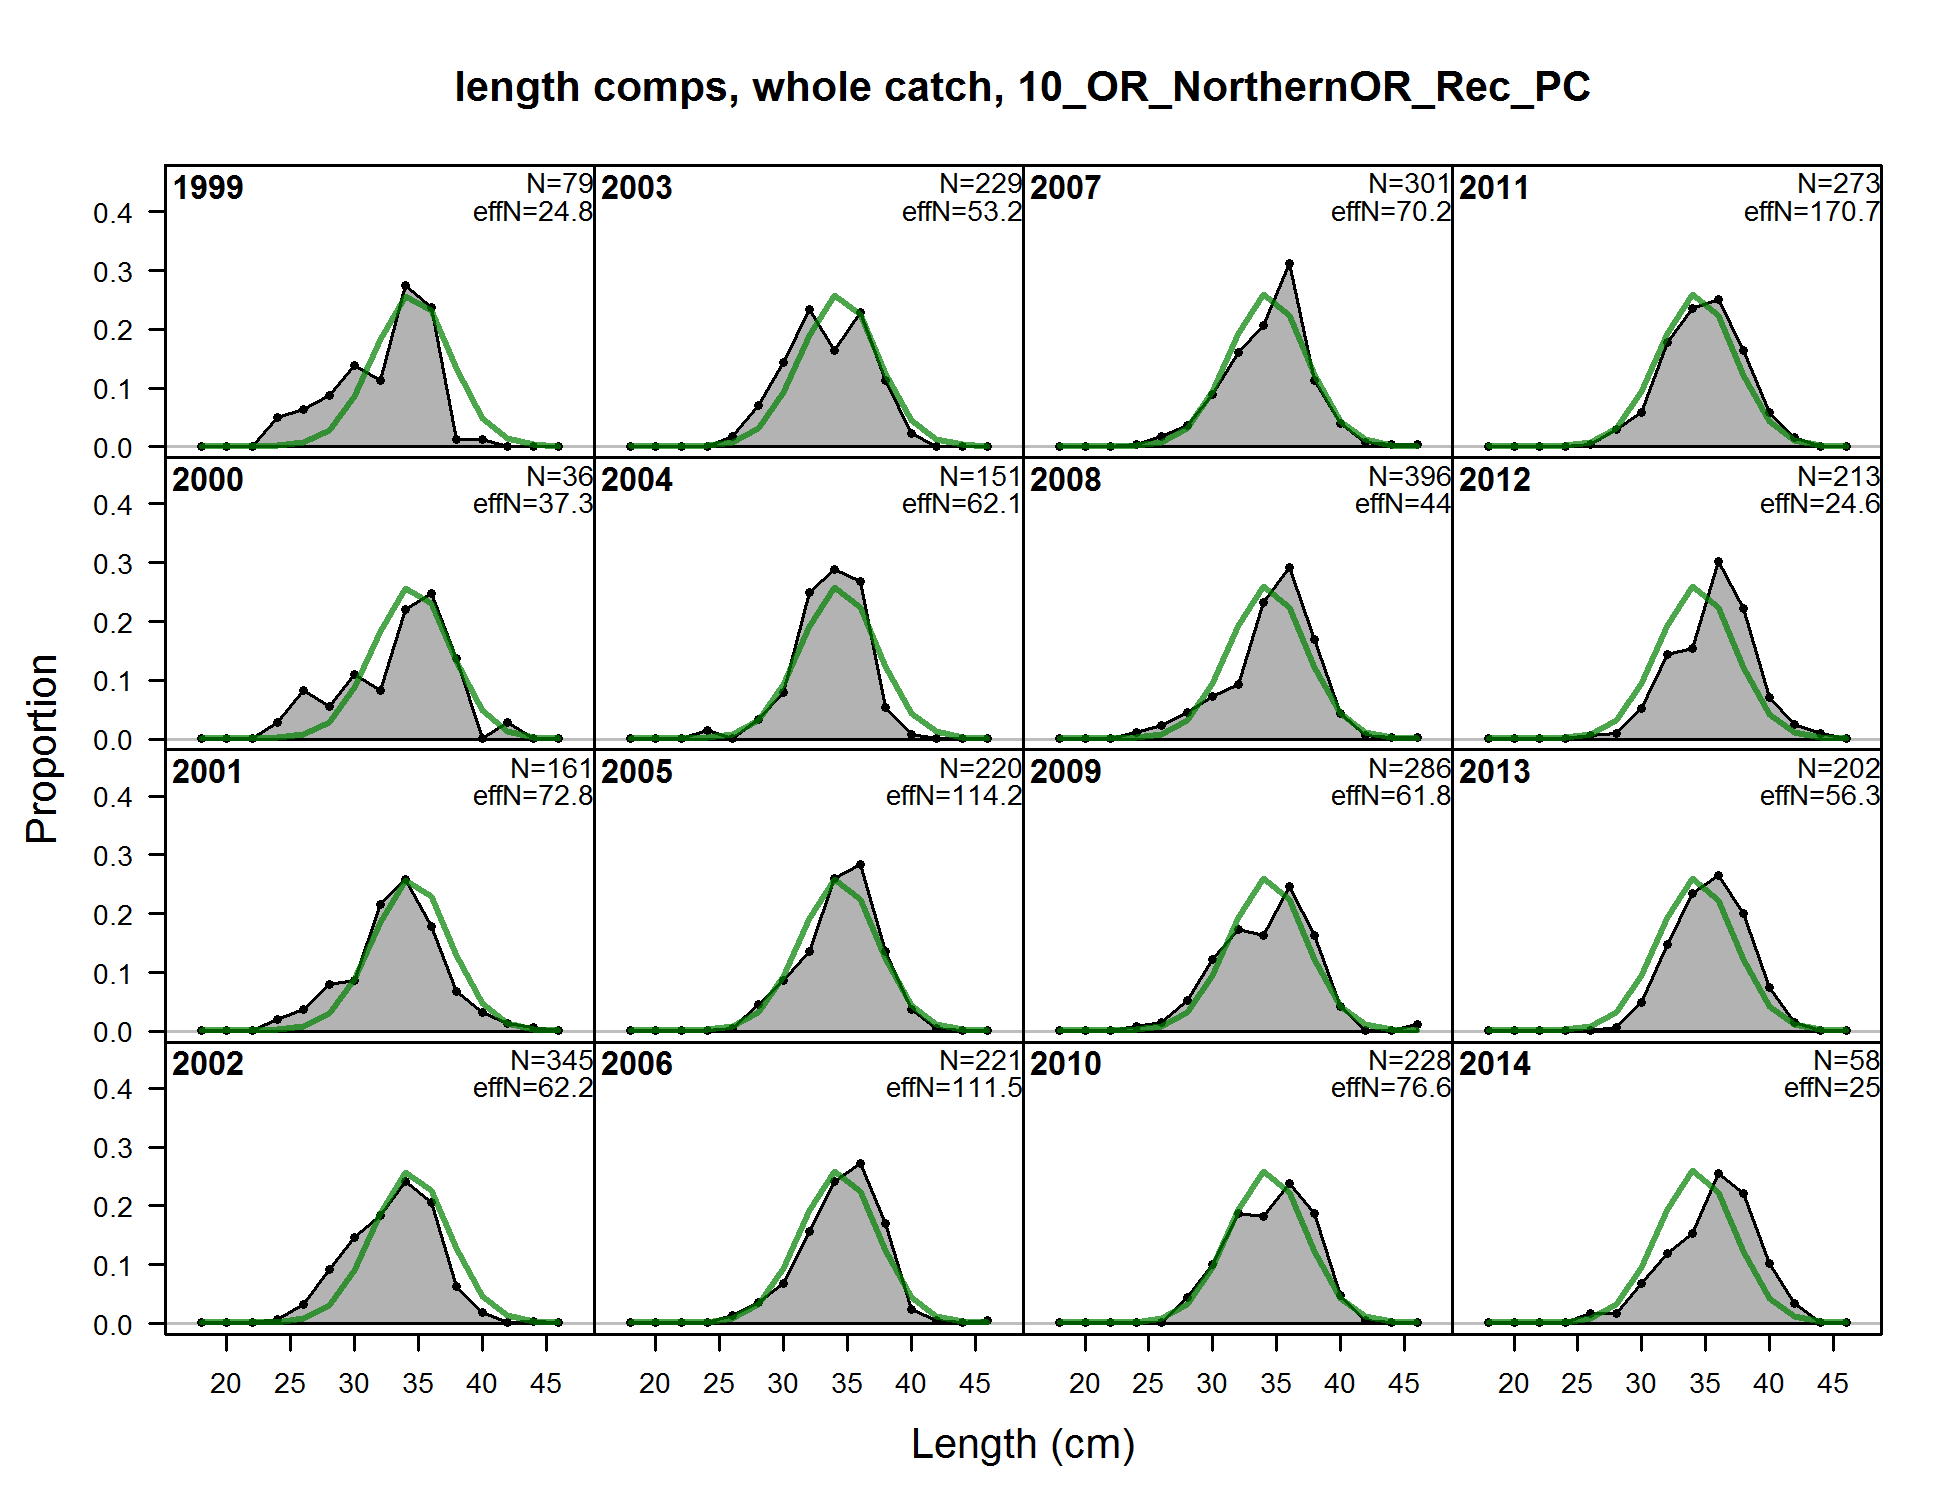 length comps, whole catch, 10_OR_NorthernOR_Rec_PC
1999 N=79
effN=24.8
2003 N=229
effN=53.2
2007 N=301
effN=70.2
2011 N=273
effN=170.7
0.4
0.3
0.2
0.1
0.0
2000 N=36
effN=37.3
2004 N=151
effN=62.1
2008 N=396
effN=44
2012 N=213
effN=24.6
0.4
0.3
0.2
0.1
0.0
2001 N=161
effN=72.8
2005 N=220
effN=114.2
2009 N=286
effN=61.8
2013 N=202
effN=56.3
0.4
0.3
0.2
0.1
0.0
2002 N=345
effN=62.2
2006 N=221
effN=111.5
2010 N=228
effN=76.6
2014 N=58
effN=25
0.4
0.3
0.2
0.1
0.0
Proportion
20 25 30 35 40 45 20 25 30 35 40 45 20 25 30 35 40 45 20 25 30 35 40 45
Length (cm)